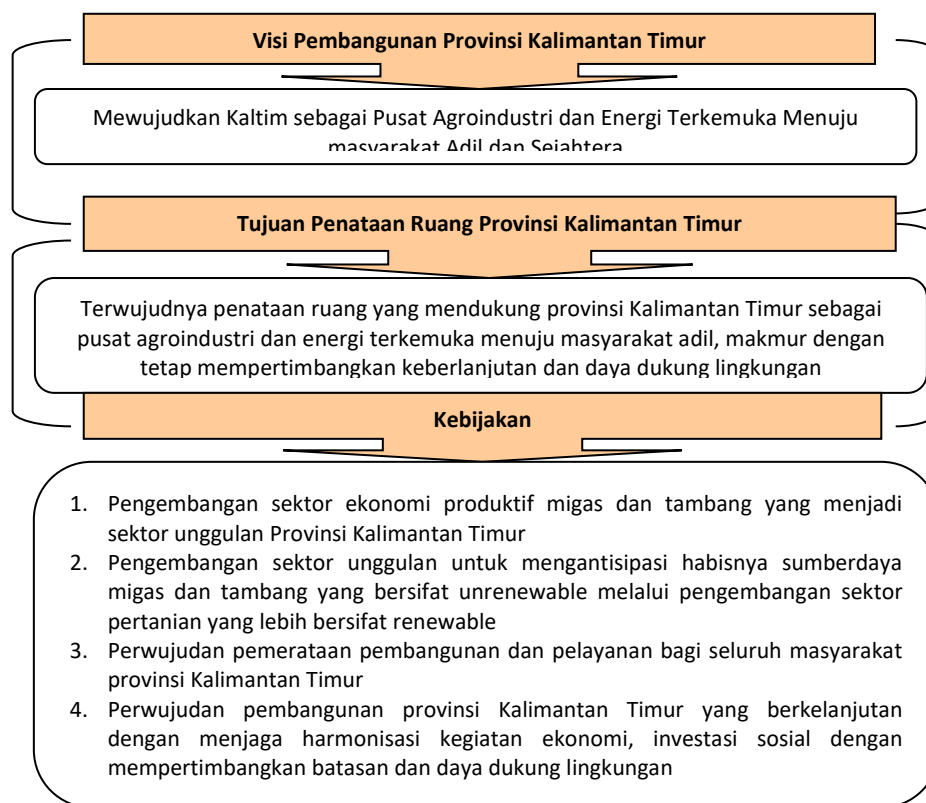 Visi Pembangunan Provinsi Kalimantan Timur
Mewujudkan Kaltim sebagai Pusat Agroindustri dan Energi Terkemuka Menuju
masyarakat Adil dan Sejahtera
Tujuan Penataan Ruang Provinsi Kalimantan Timur
Terwujudnya penataan ruang yang mendukung provinsi Kalimantan Timur sebagai
pusat agroindustri dan energi terkemuka menuju masyarakat adil, makmur dengan
tetap mempertimbangkan keberlanjutan dan daya dukung lingkungan
Kebijakan
1. Pengembangan sektor ekonomi produktif migas dan tambang yang menjadi
sektor unggulan Provinsi Kalimantan Timur
2. Pengembangan sektor unggulan untuk mengantisipasi habisnya sumberdaya
migas dan tambang yang bersifat unrenewable melalui pengembangan sektor
pertanian yang lebih bersifat renewable
3. Perwujudan pemerataan pembangunan dan pelayanan bagi seluruh masyarakat
provinsi Kalimantan Timur
4. Perwujudan pembangunan provinsi Kalimantan Timur yang berkelanjutan
dengan menjaga harmonisasi kegiatan ekonomi, investasi sosial dengan
mempertimbangkan batasan dan daya dukung lingkungan